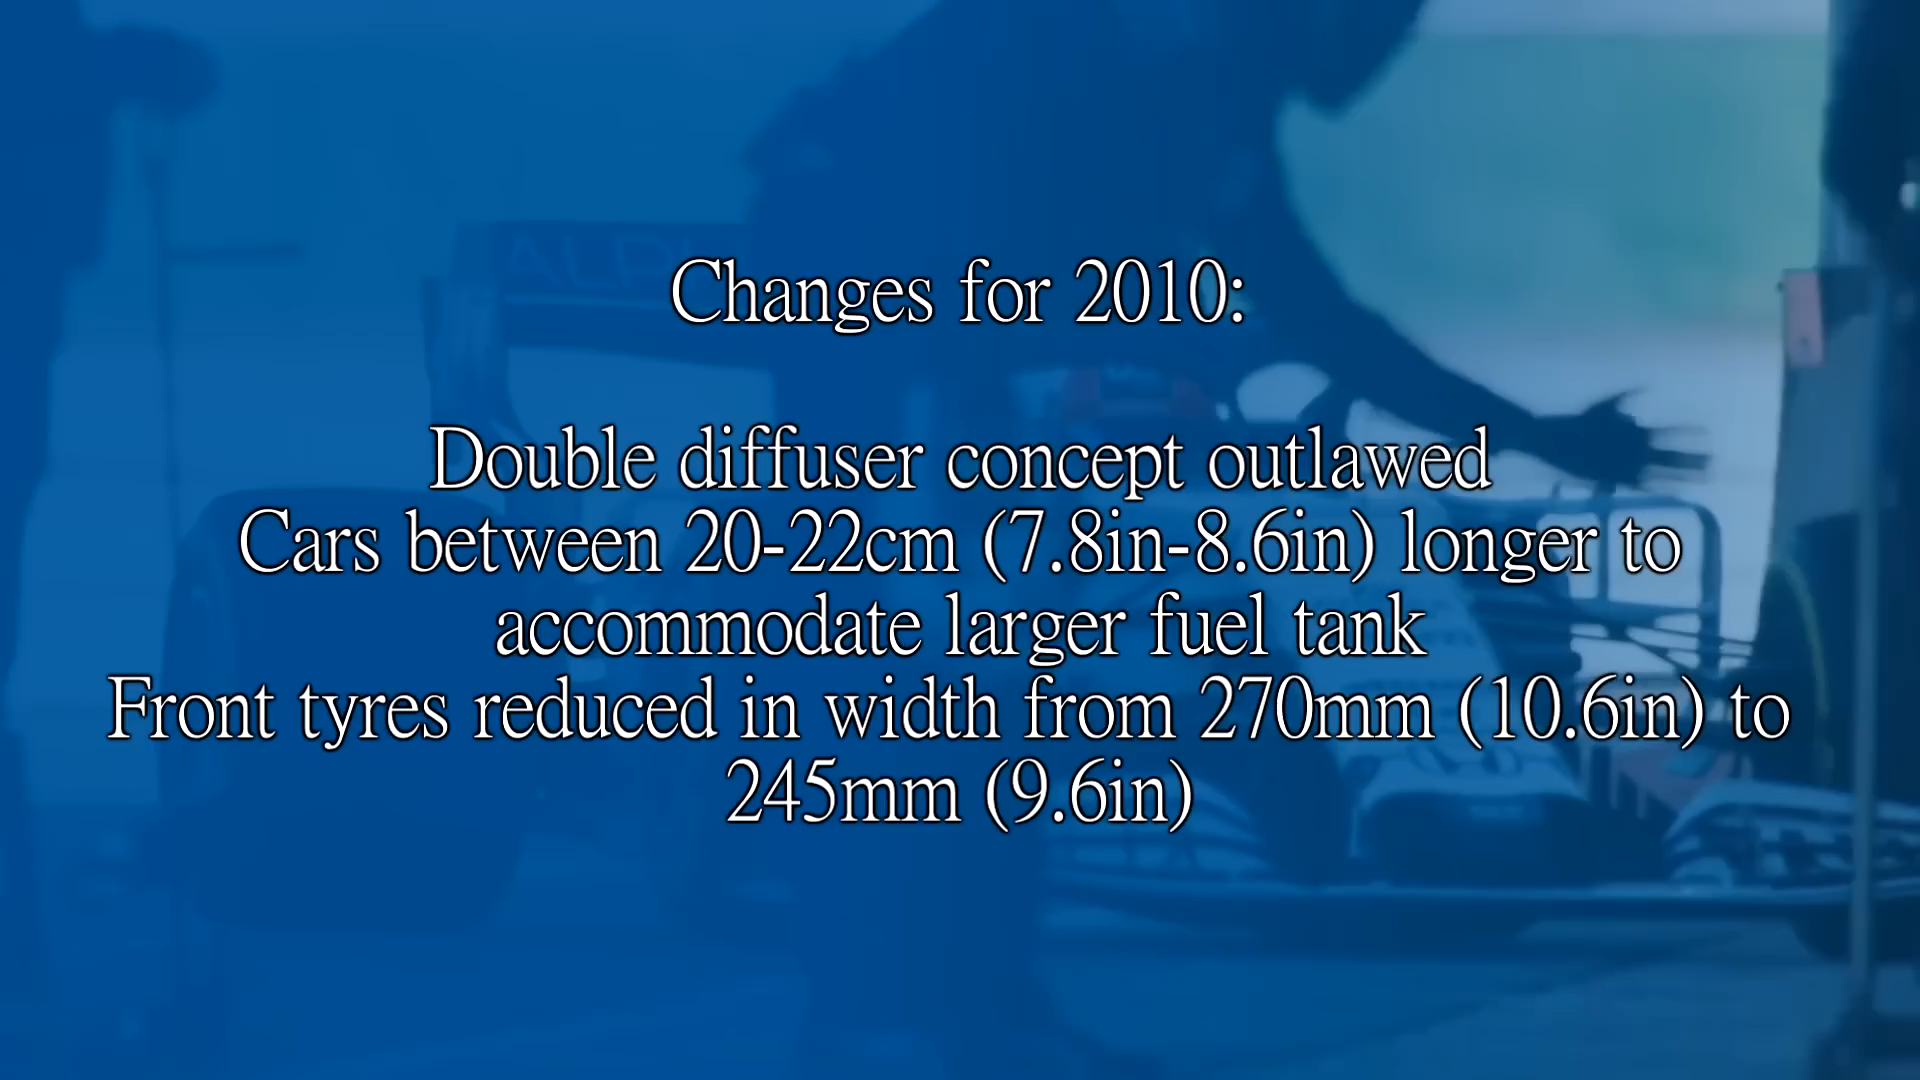 ALP
Changes for 2010:
Double diffuser concept outlawed
Cars between 20-22cm (7.8in-8.6in) longer to
accommodate larger fuel tank
Front tyres reduced in width from 270mm (10.6in) to
245mm (9.6in)